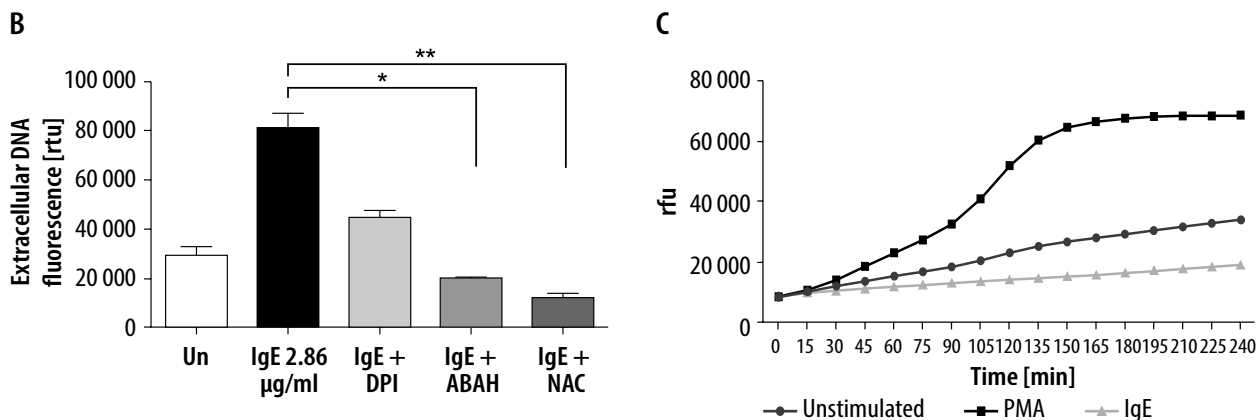 B
Extracellular DNA
fluorescence [rtu]
100 000
80 000
60 000
40 000
20 000
0
**
*
Un
IgE 2.86
µg/ml
IgE +
DPI
IgE +
ABAH
IgE +
NAC
C
rfu
80 000
60 000
40 000
20 000
0
0 15 30 45 60 75 90 105 120 135 150 165 180 195 210 225 240
Time [min]
Unstimulated PMA IgE